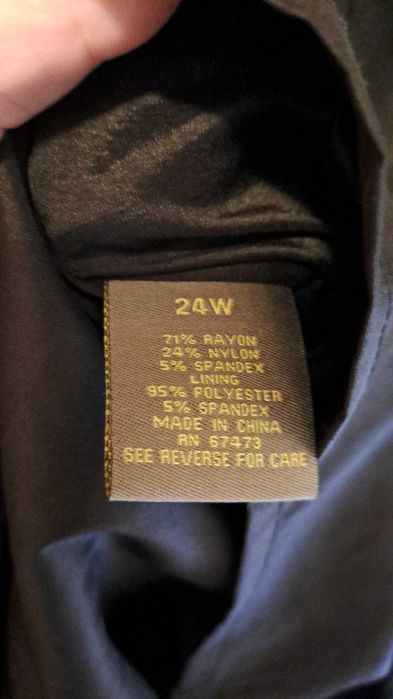 24W
71% RAYON
24% NYLON
5% SPANDEX
LINING
95% POLYESTER
5% SPANDEX
MADE IN CHINA
RN 67473
SEE REVERSE FOR CARE